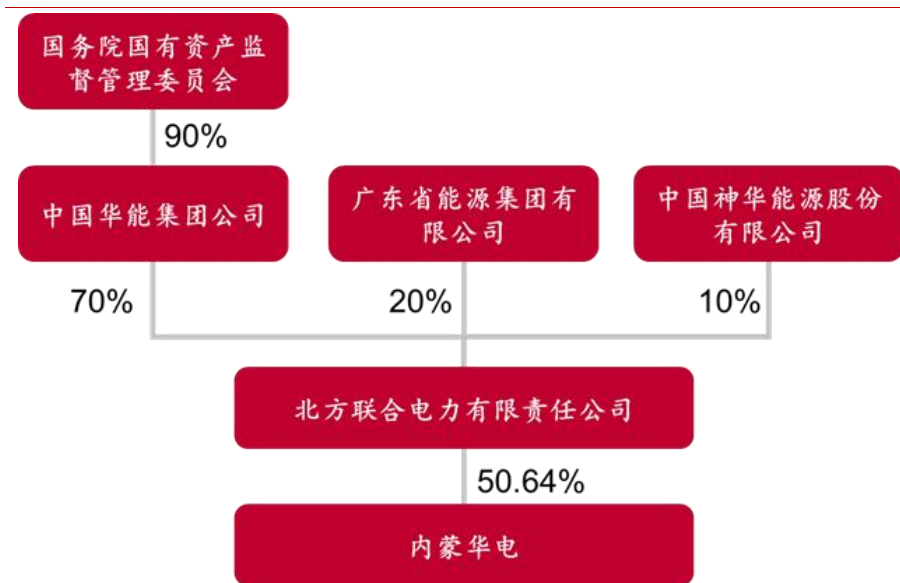 国务院国有资产监
督管理委员会
90%
中国华能集团公司
广东省能源集团有
限公司
中国神华能源股份
有限公司
70%
20%
10%
北方联合电力有限责任公司
50.64%
内蒙华电